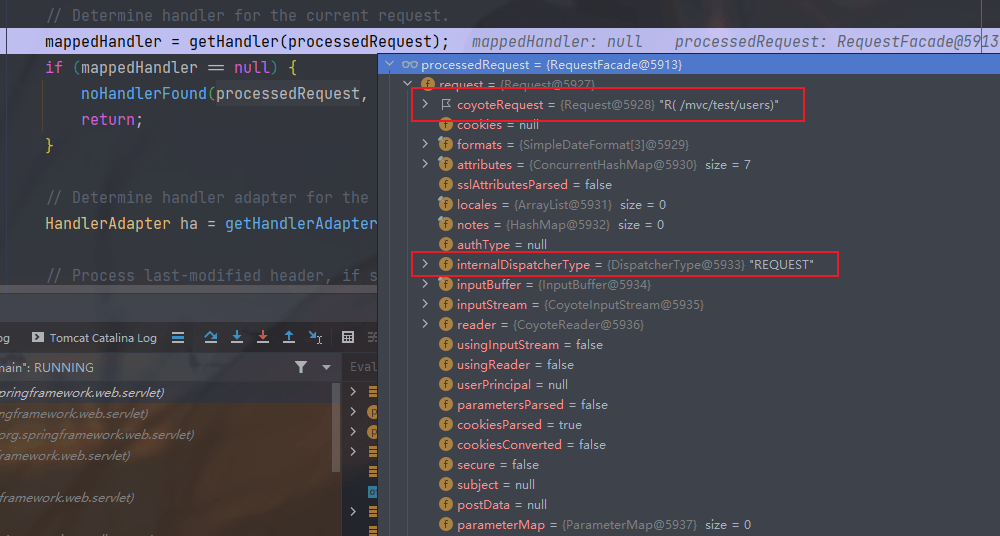 // Determine handler for the current request.
mappedHandler = getHandler(processedRequest); mappedHandler: null processedRequest: RequestFacade@5913
if (mappedHandler == null) {
noHandlerFound(processedRequest,
return;
}
// Determine handler adapter for the
HandlerAdapter ha = getHandlerAdapter
// Process last-modified header, if s
processedRequest = {RequestFacade@5913}
request = {Request@5927}
coyoteRequest = {Request@5928} "R( /mvc/test/users)"
cookies = null
formats = {SimpleDateFormat[3]@5929}
attributes = {ConcurrentHashMap@5930} size = 7
sslAttributesParsed = false
locales = {ArrayList@5931} size = 0
notes = {HashMap@5932} size = 0
authType = null
internalDispatcherType = {DispatcherType@5933} "REQUEST"
inputBuffer = {InputBuffer@5934}
inputStream = {CoyoteInputStream@5935}
reader = {CoyoteReader@5936}
usingInputStream = false
usingReader = false
userPrincipal = null
parametersParsed = false
cookiesParsed = true
cookiesConverted = false
secure = false
subject = null
postData = null
parameterMap = {ParameterMap@5937} size = 0
og Tomcat Catalina Log
main": RUNNING
Eval
springframework.web.servlet)
ngframework.web.servlet)
org.springframework.web.servlet)
framework.web.servlet)
framework.web.servlet)